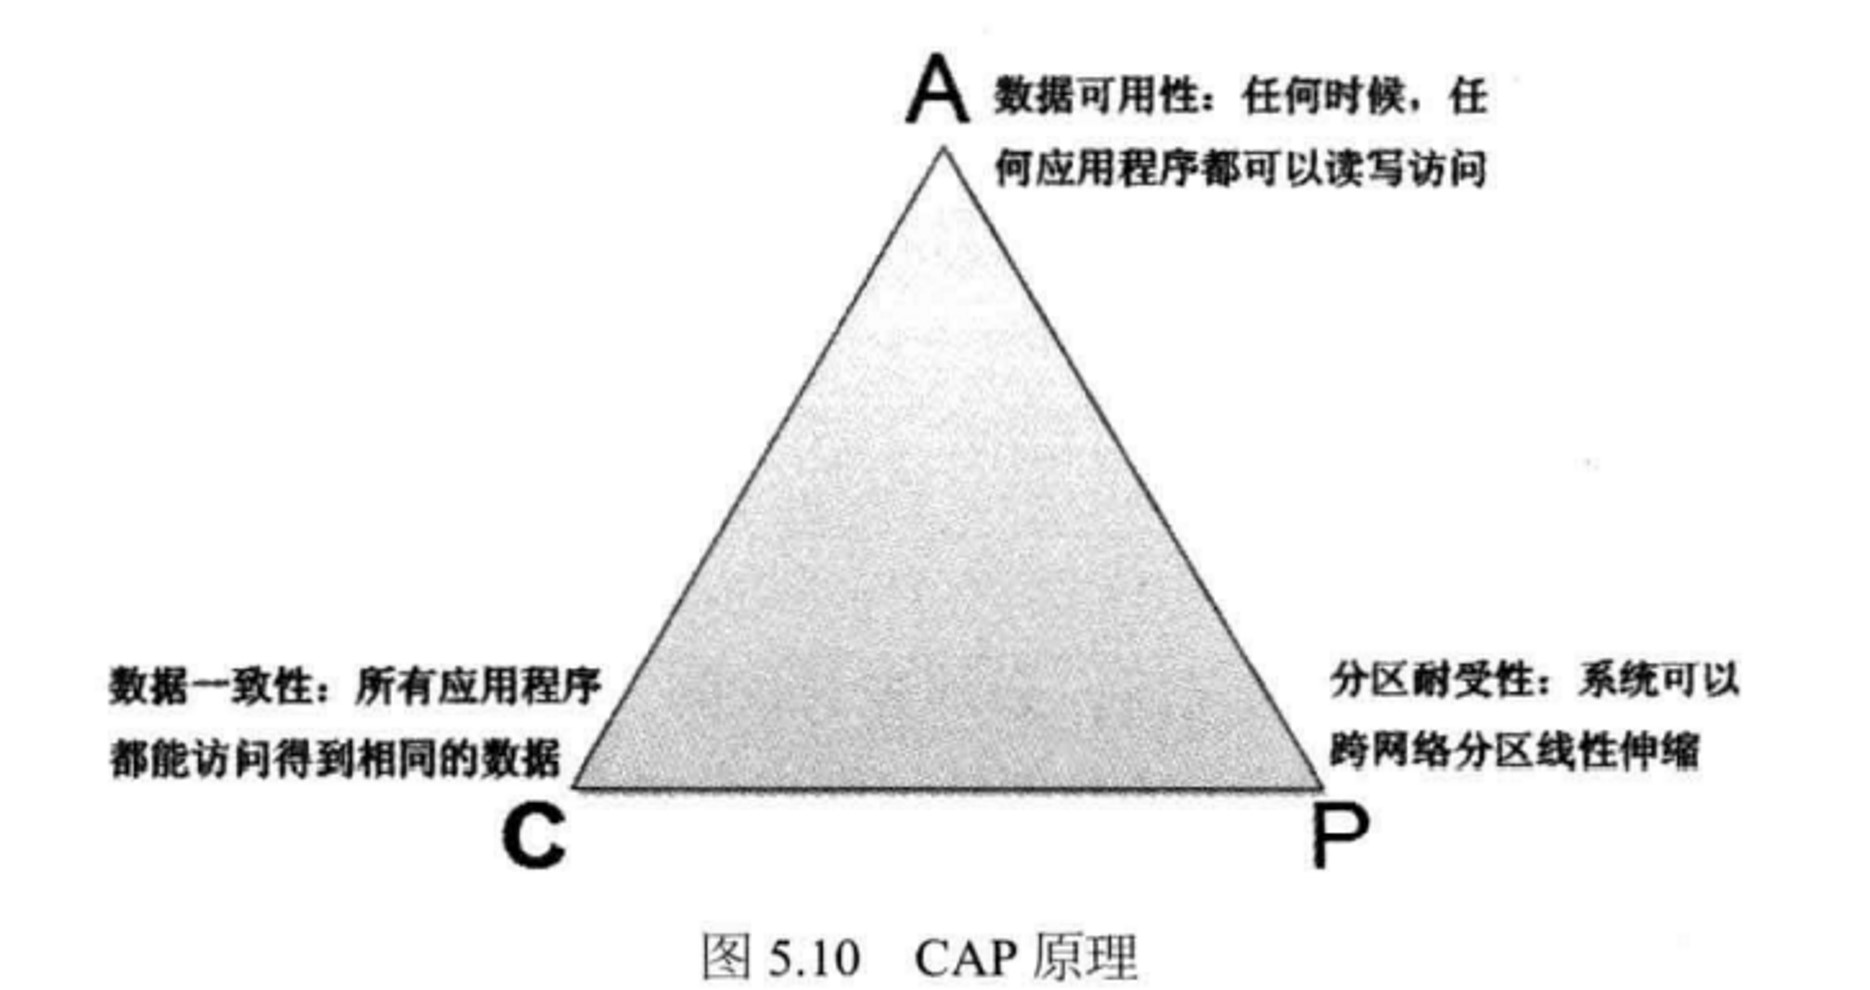 A
数据可用性：任何时候，任
何应用程序都可以读写访问
数据一致性：所有应用程序
都能访问得到相同的数据
C
分区耐受性：系统可以
跨网络分区线性伸缩
P
图 5.10 CAP 原理